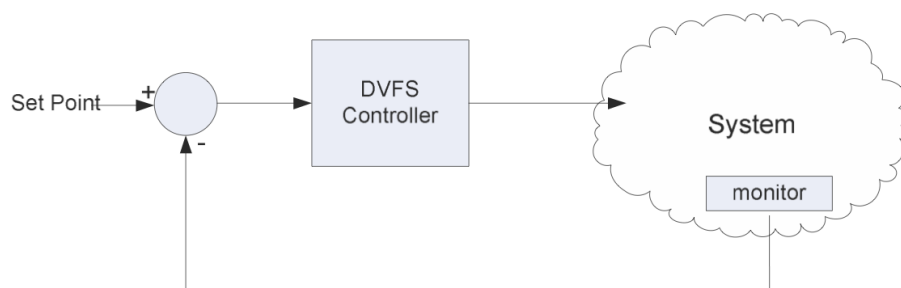 Set Point
+
-
DVFS
Controller
System
monitor